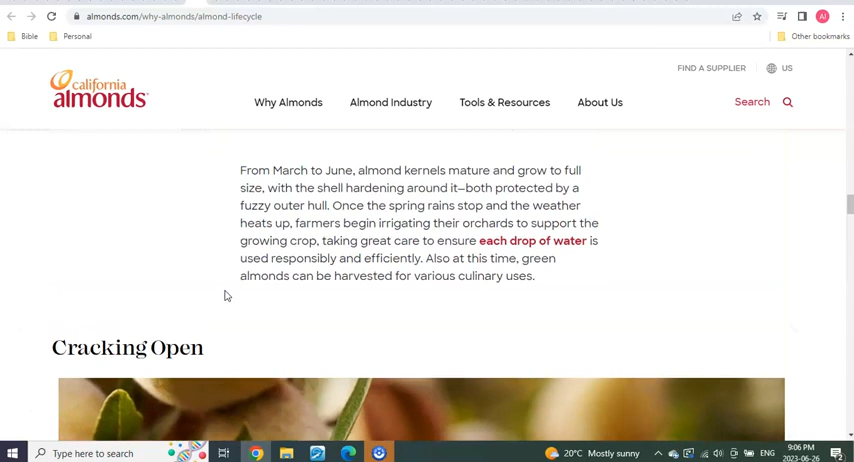 almonds.com/why-almonds/almond-lifecycle
AI
Bible
Personal
Other bookmarks
FIND A SUPPLIER
US
california
almonds
Why Almonds
Almond Industry
Tools & Resources
About Us
Search
From March to June, almond kernels mature and grow to full
size, with the shell hardening around it—both protected by a
fuzzy outer hull. Once the spring rains stop and the weather
heats up, farmers begin irrigating their orchards to support the
growing crop, taking great care to ensure each drop of water is
used responsibly and efficiently. Also at this time, green
almonds can be harvested for various culinary uses.
Cracking Open
Type here to search
20°C Mostly sunny
ENG
9:06 PM
2023-06-26
2